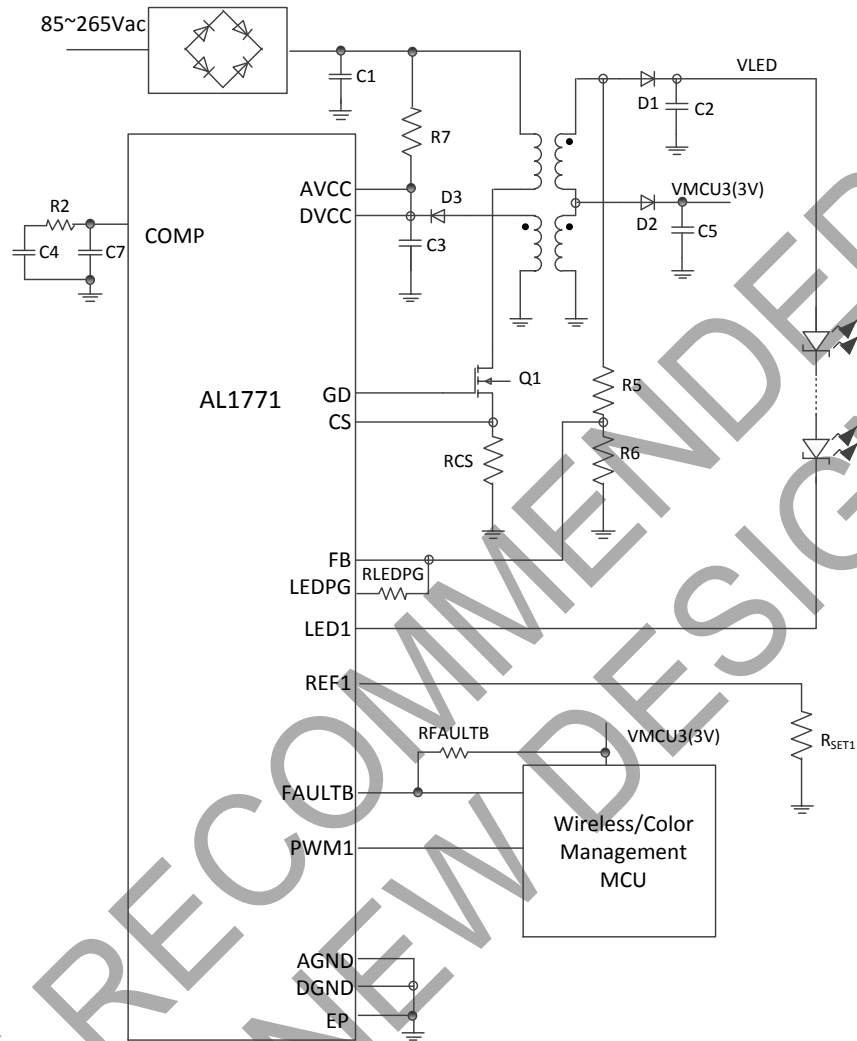 85~265Vac
C1
R7
D1
VLED
C2
AVCC
DVCC
D3
C3
VMCU3(3V)
D2
C5
R2
C4
C7
COMP
AL1771
GD
CS
Q1
RCS
R5
R6
FB
LEDPG
RLEDPG
LED1
REF1
RSET1
RFAULTB
VMCU3(3V)
FAULTB
PWM1
Wireless/Color
Management
MCU
AGND
DGND
EP
RECOMMENDED
NEW DESIG